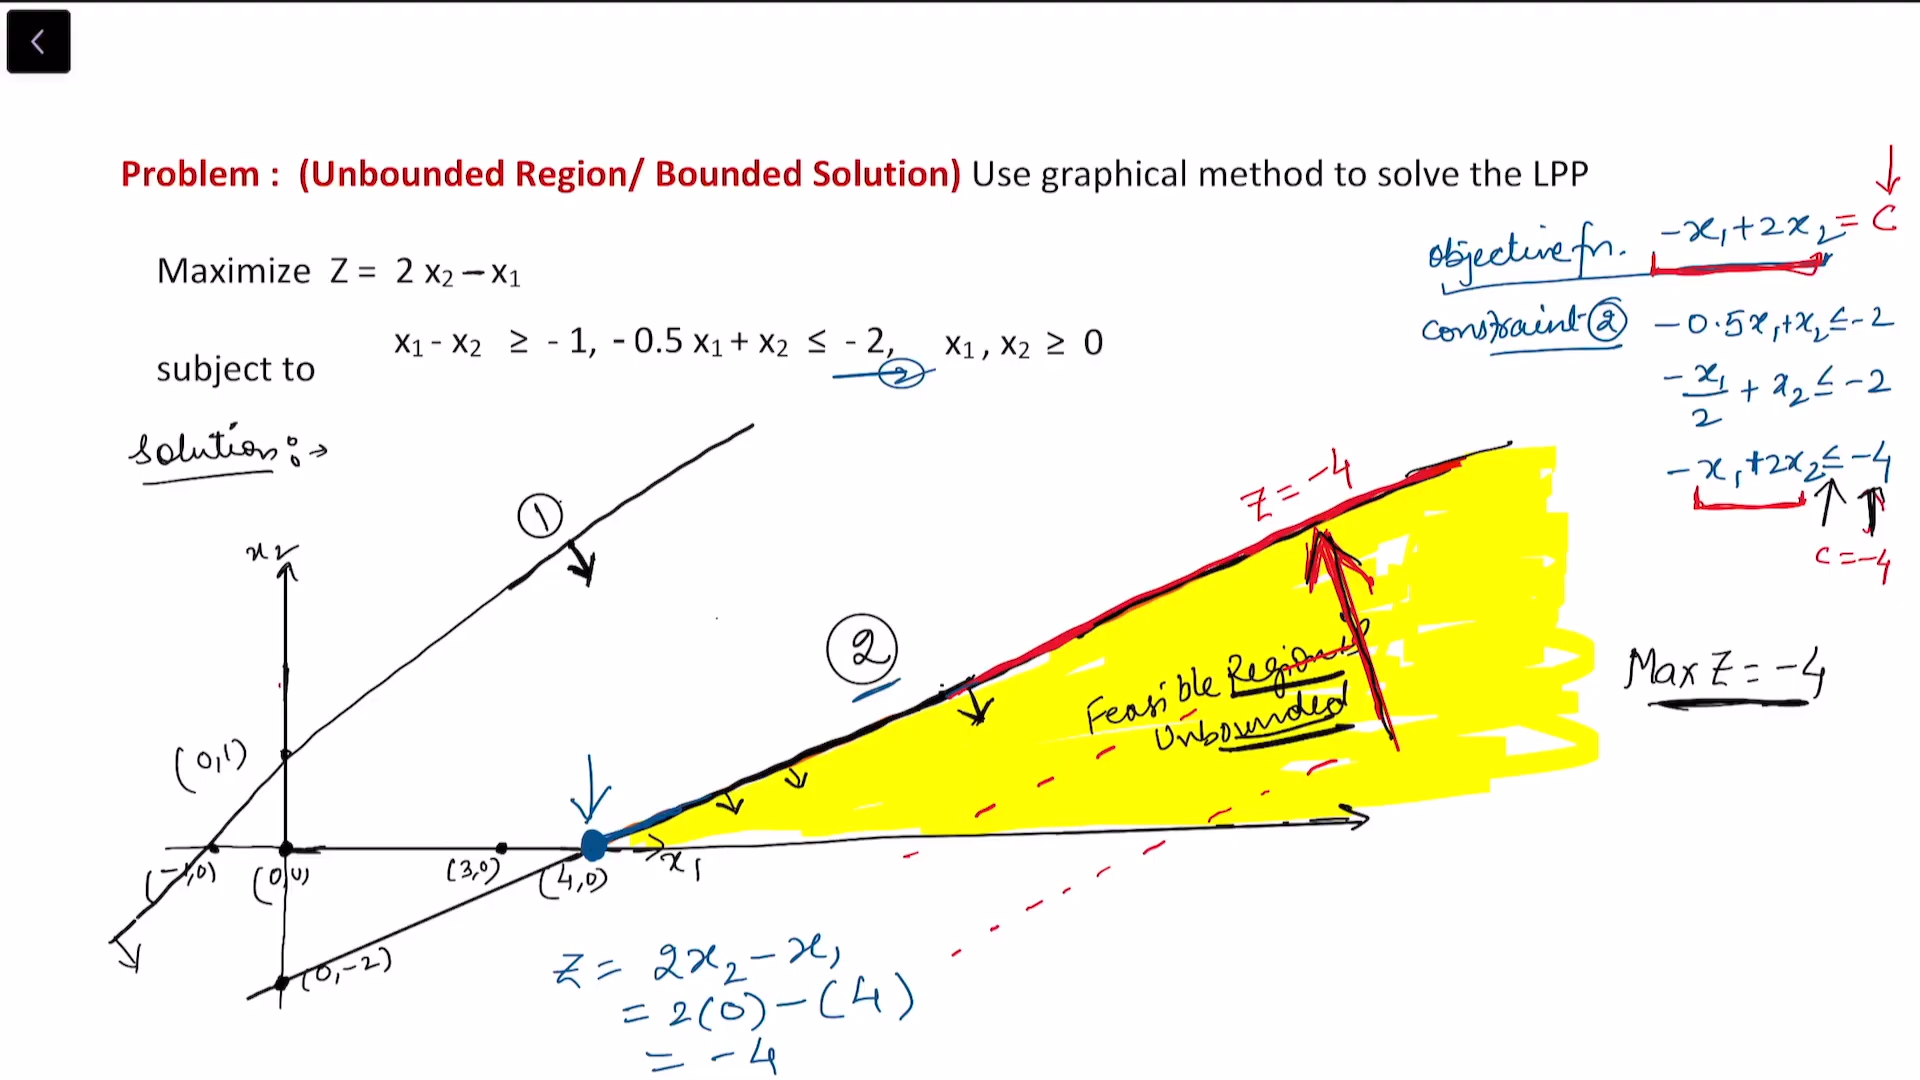 Problem : (Unbounded Region/ Bounded Solution) Use graphical method to solve the LPP
Maximize Z = 2 x₂ – x₁
subject to x₁ - x₂ ≥ - 1, - 0.5 x₁ + x₂ ≤ - 2, x₁ , x₂ ≥ 0
②
Objective fn. -x₁+2x₂ = C
Constraint ② -0.5x₁+x₂ ≤ -2
-x₁/2 + x₂ ≤ -2
-x₁+2x₂ ≤ -4
C = -4
Solution :→
①
x₂
Z = -4
②
Feasible Region is
Unbounded
Max Z = -4
(0,1)
(-1,0)
(0,0)
(3,0)
(4,0)
x₁
(0,-2)
Z = 2x₂ - x₁
= 2(0) - (4)
= -4